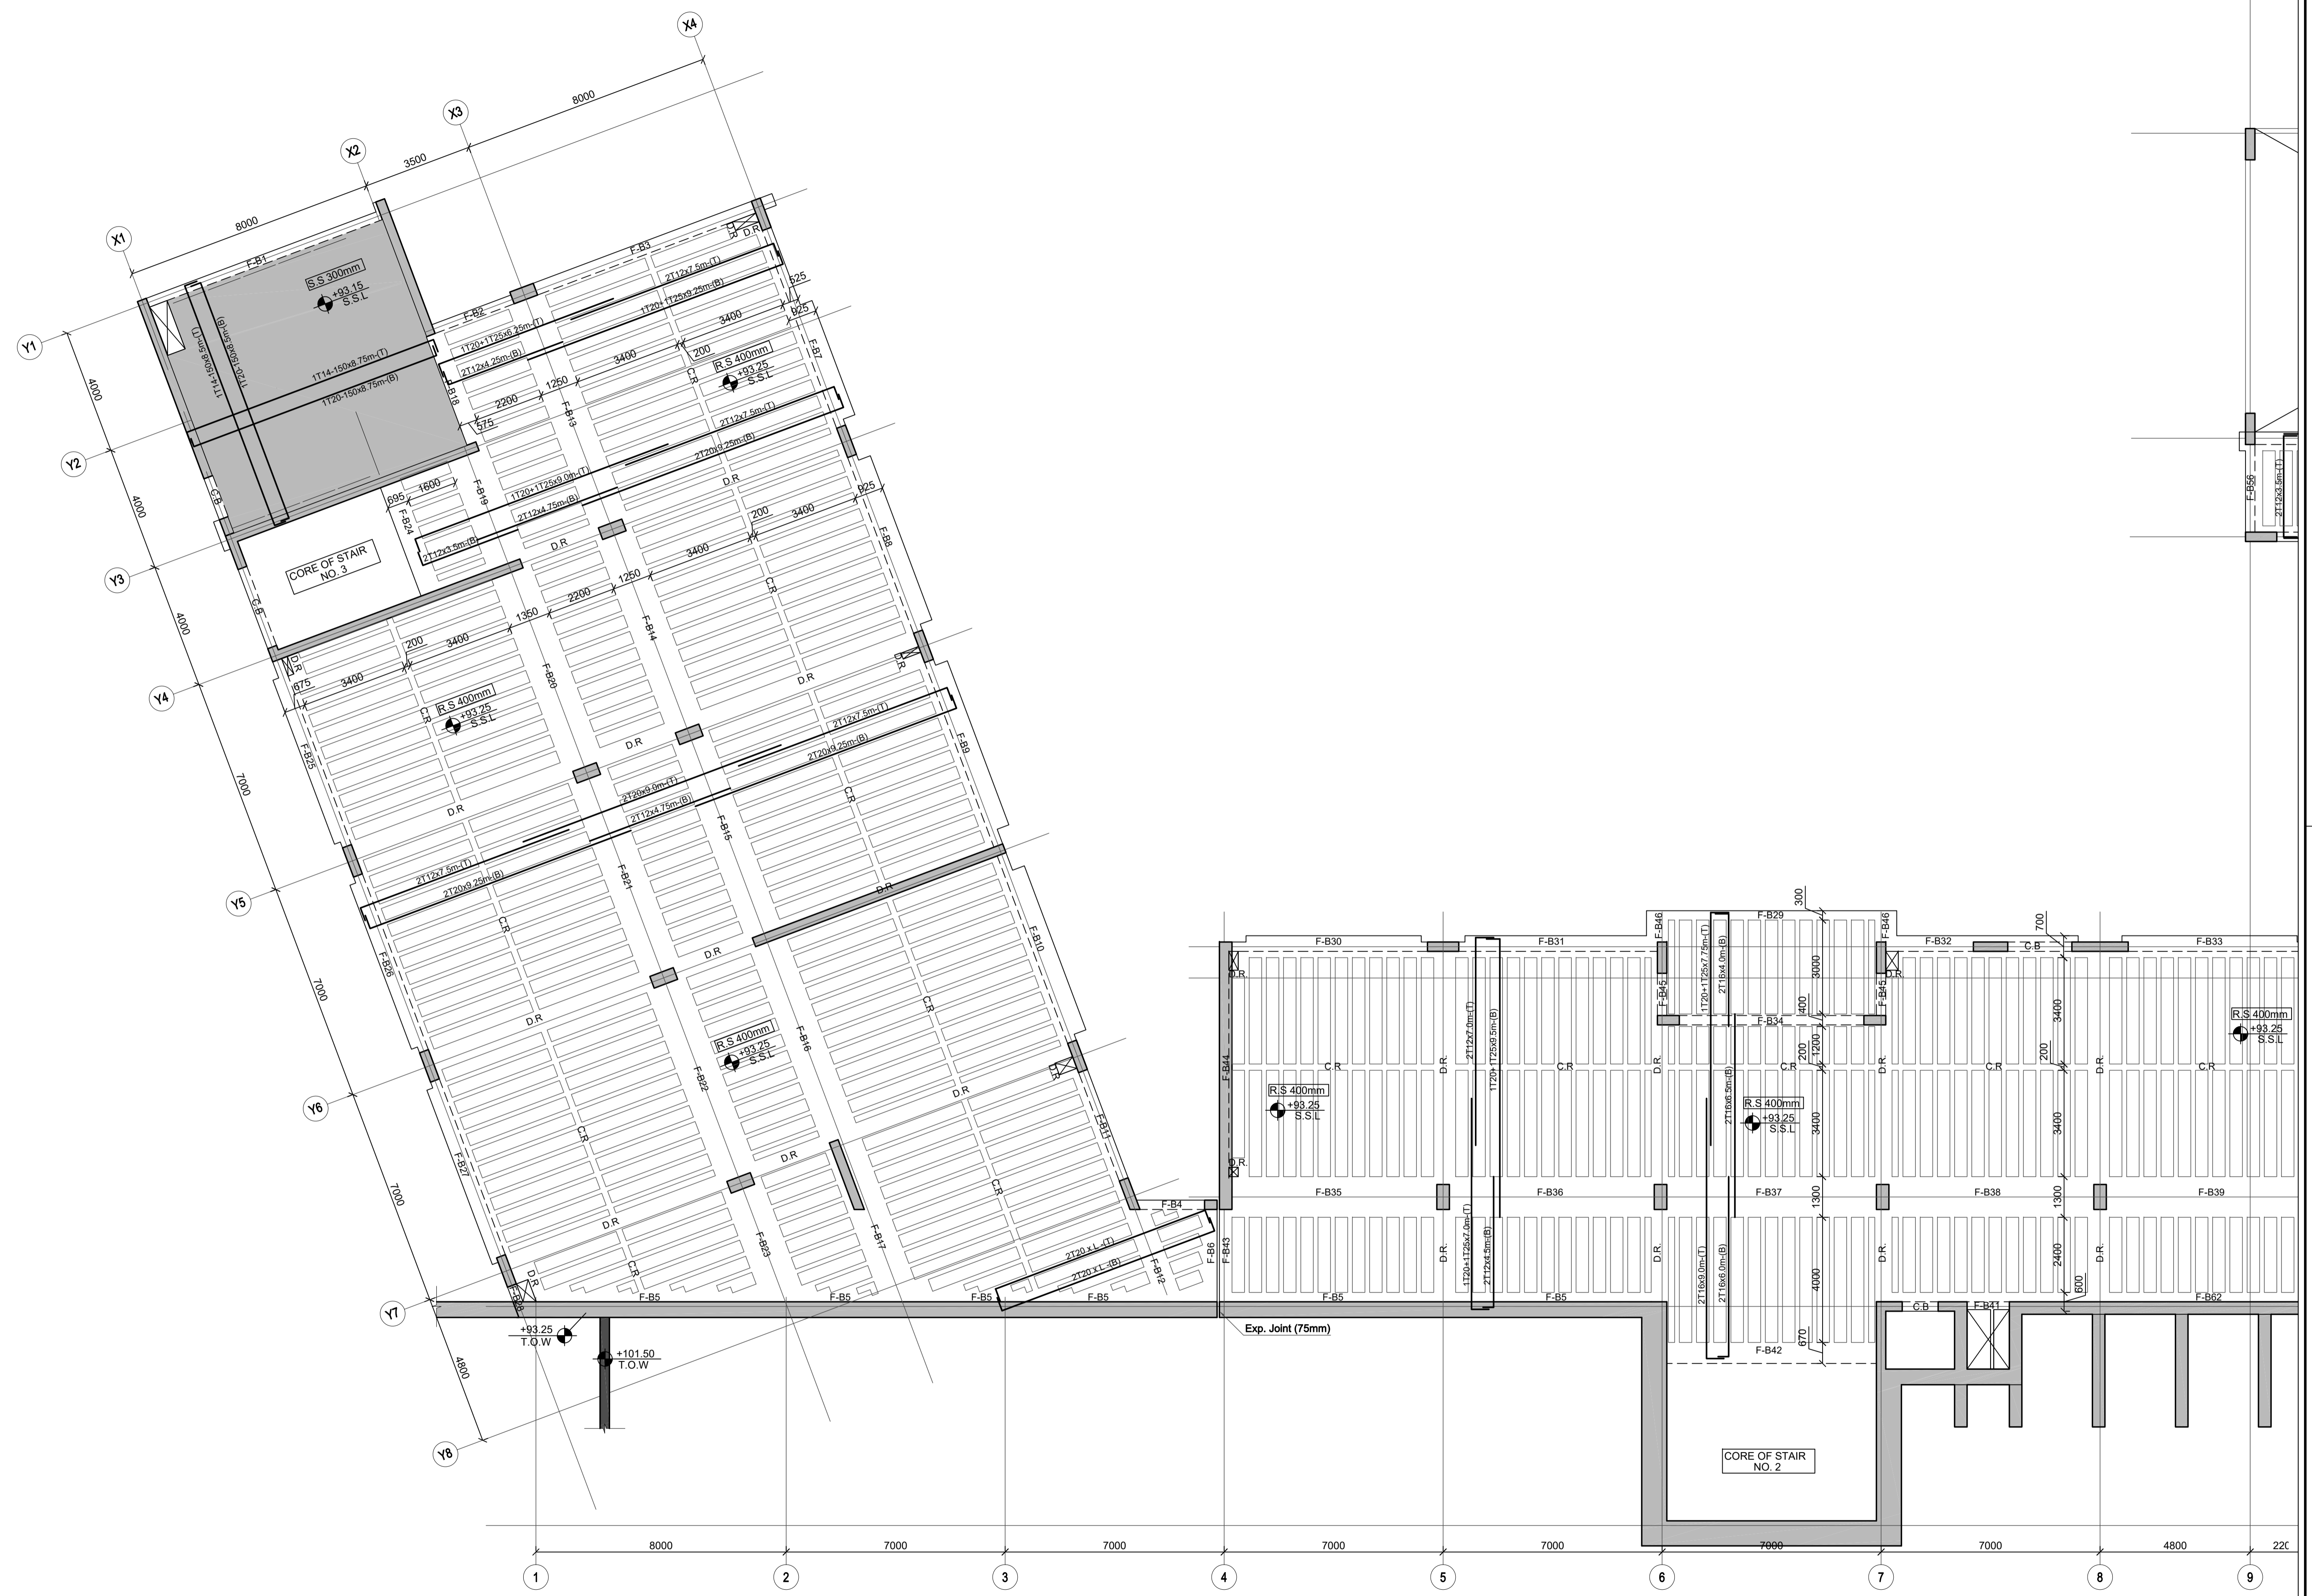 X4
8000
X3
3500
X2
8000
X1
Y1
4000
Y2
4000
Y3
4000
Y4
7000
Y5
7000
Y6
7000
Y7
4800
Y8
F-B1
S.S 300mm
+93.15
S.S.L
1T14-150x8.5m-(T)
1T20-150x8.5m-(B)
1T14-150x8.75m-(T)
1T20-150x8.75m-(B)
C.B
F-B2
F-B3
D.R
D.R
2T12x7.5m-(T)
1T20+1T25x9.25m-(B)
1T20+1T25x6.25m-(T)
2T12x4.25m-(B)
525
925
3400
200
3400
1250
2200
575
R.S 400mm
+93.25
S.S.L
C.R
F-B7
F-B18
F-B13
2T12x7.5m-(T)
2T20x9.25m-(B)
1T20+1T25x9.0m-(T)
2T12x4.75m-(B)
2T12x3.5m-(B)
D.R
695
1600
F-B19
F-B24
CORE OF STAIR
NO. 3
C.B
D.R
925
3400
200
3400
1250
2200
1350
3400
200
3400
675
F-B8
C.R
F-B14
F-B20
D.R
R.S 400mm
+93.25
S.S.L
C.R
D.R
D.R
D.R
D.R
F-B25
2T12x7.5m-(T)
2T20x9.25m-(B)
2T20x9.0m-(T)
2T12x4.75m-(B)
2T12x7.5m-(T)
2T20x9.25m-(B)
F-B9
C.R
F-B15
F-B21
C.R
F-B26
D.R
D.R
D.R
F-B10
C.R
F-B16
R.S 400mm
+93.25
S.S.L
F-B22
C.R
F-B27
D.R
D.R
D.R
D.R
F-B11
C.R
F-B17
F-B23
C.R
D.R
F-B28
F-B4
2T20 x L -(T)
2T20 x L -(B)
F-B12
F-B6
F-B43
F-B5
F-B5
F-B5
F-B5
F-B5
F-B5
+93.25
T.O.W
+101.50
T.O.W
Exp. Joint (75mm)
F-B30
F-B31
F-B46
F-B29
F-B46
F-B32
C.B
F-B33
300
700
D.R.
F-B44
D.R.
R.S 400mm
+93.25
S.S.L
C.R
D.R.
2T12x7.0m-(T)
1T20+1T25x9.5m-(B)
C.R
F-B45
F-B34
F-B45
D.R.
1T20+1T25x7.75m-(T)
2T16x4.0m-(B)
3000
400
1200
200
3400
D.R.
C.R
2T16x6.5m-(B)
R.S 400mm
+93.25
S.S.L
D.R.
C.R
3400
200
3400
D.R.
C.R
R.S 400mm
+93.25
S.S.L
F-B35
F-B36
F-B37
F-B38
F-B39
1300
1300
D.R.
1T20+1T25x7.0m-(T)
2T12x4.5m-(B)
D.R.
2T16x9.0m-(T)
2T16x6.0m-(B)
4000
670
D.R.
2400
600
D.R.
F-B42
C.B
F-B41
F-B62
CORE OF STAIR
NO. 2
F-B56
2T12x3.5m-(T)
8000
7000
7000
7000
7000
7000
7000
4800
220
1
2
3
4
5
6
7
8
9